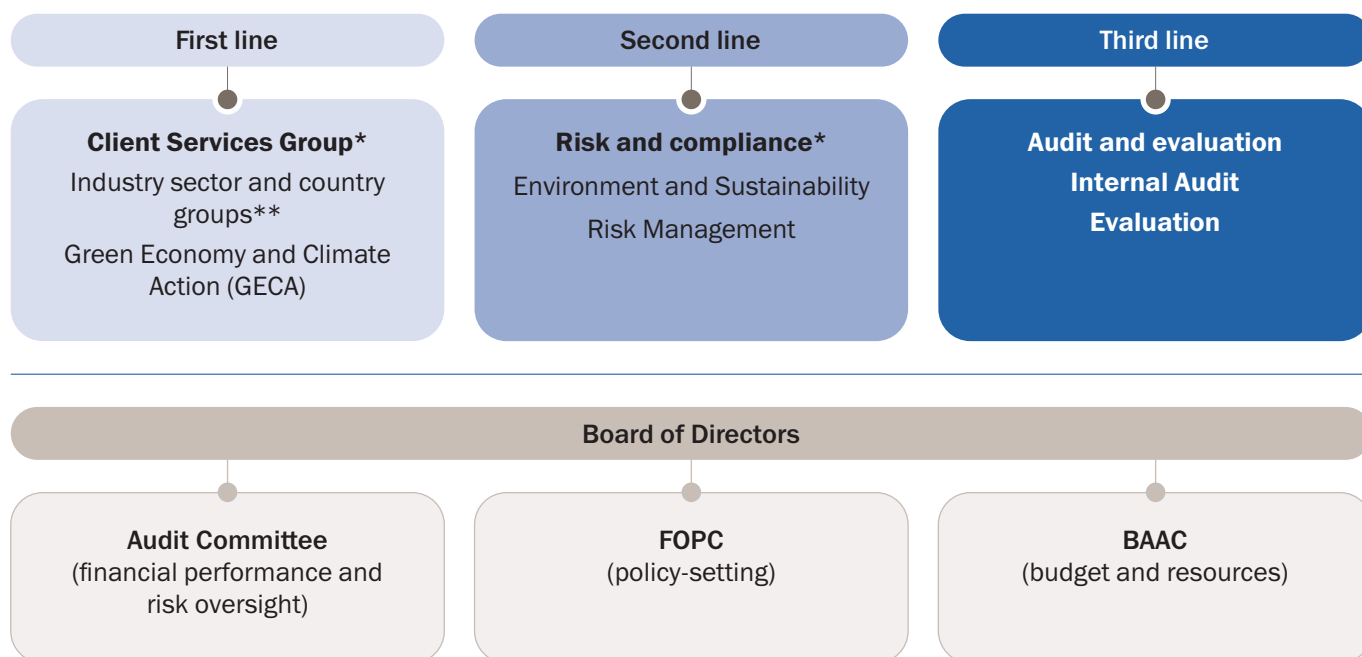 First line
Second line
Third line
Client Services Group*
Industry sector and country
groups**
Green Economy and Climate
Action (GECA)
Risk and compliance*
Environment and Sustainability
Risk Management
Audit and evaluation
Internal Audit
Evaluation
Board of Directors
Audit Committee
(financial performance and
risk oversight)
FOPC
(policy-setting)
BAAC
(budget and resources)